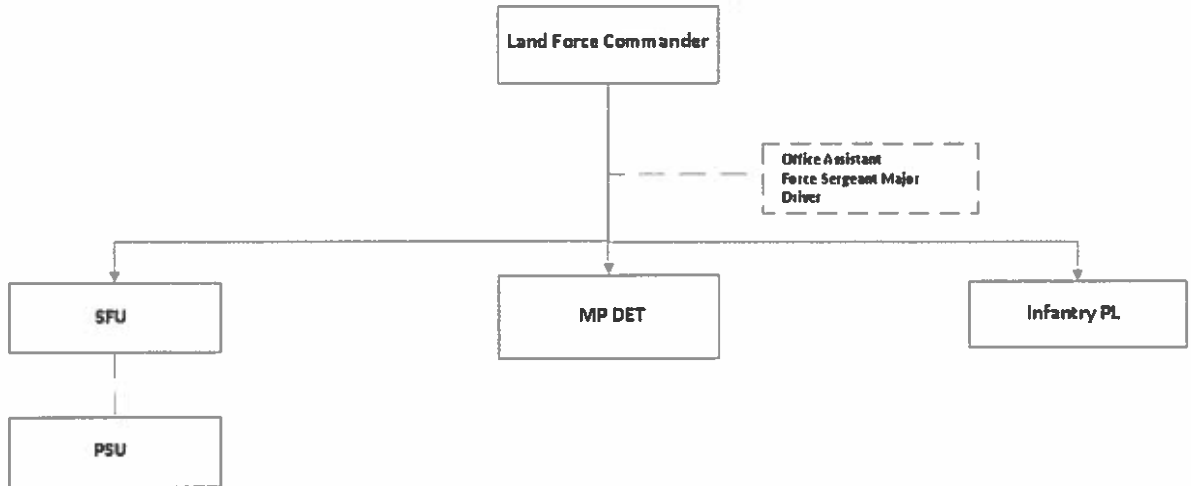 Land Force Commander
Office Assistant
Force Sergeant Major
Driver
SFU
MP DET
Infantry PL
PSU